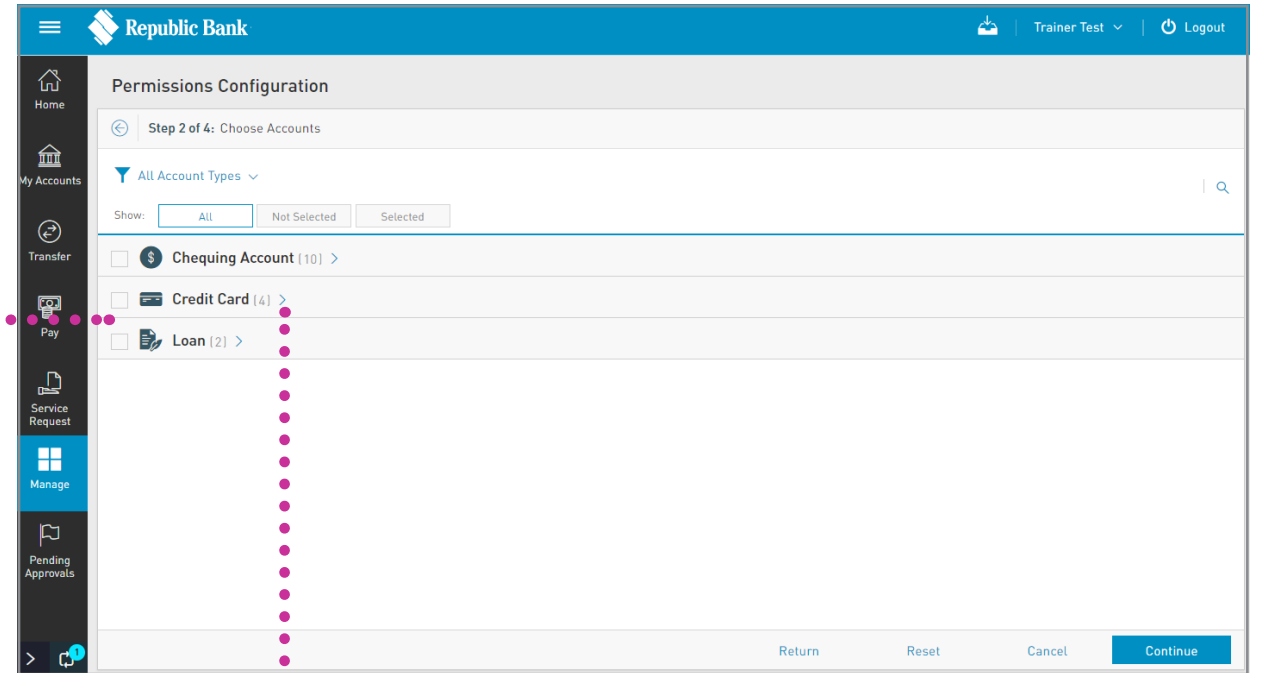 Republic Bank
Trainer Test
Logout
Home
My Accounts
Transfer
Pay
Service
Request
Manage
Pending
Approvals
1
Permissions Configuration
Step 2 of 4: Choose Accounts
All Account Types
Show: All Not Selected Selected
$ Chequing Account (10) >
Credit Card (4) >
Loan (2) >
Return Reset Cancel Continue